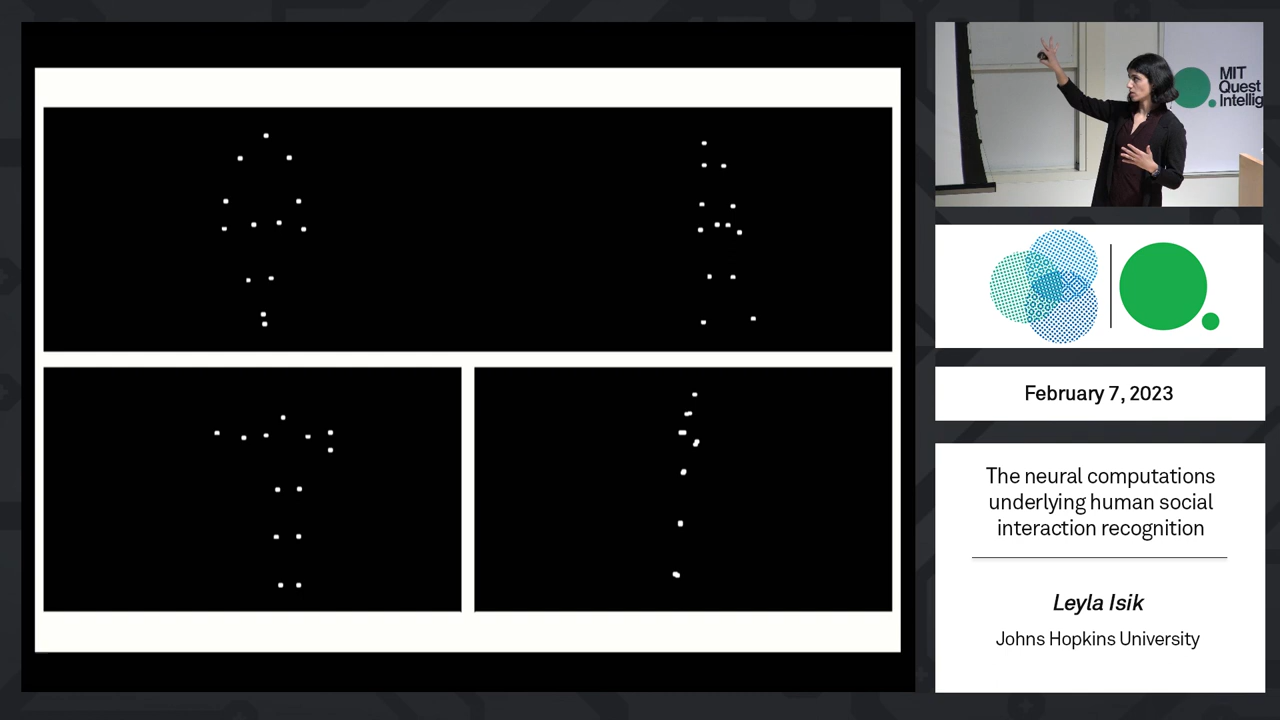 MIT
Quest
Intellig
February 7, 2023
The neural computations
underlying human social
interaction recognition
Leyla Isik
Johns Hopkins University